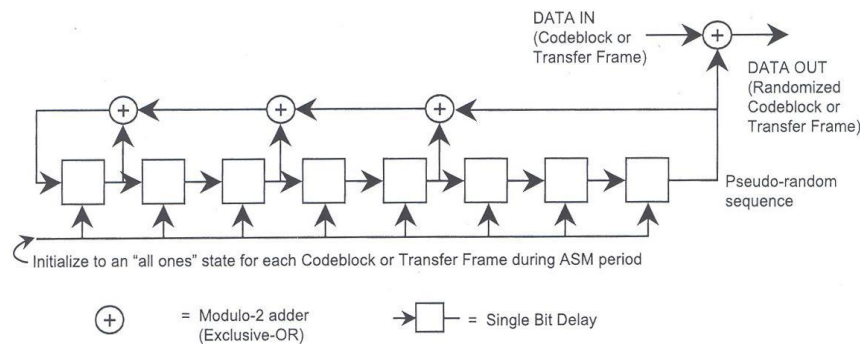 DATA IN
(Codeblock or
Transfer Frame)
DATA OUT
(Randomized
Codeblock or
Transfer Frame)
Pseudo-random
sequence
Initialize to an "all ones" state for each Codeblock or Transfer Frame during ASM period
= Modulo-2 adder
(Exclusive-OR)
= Single Bit Delay